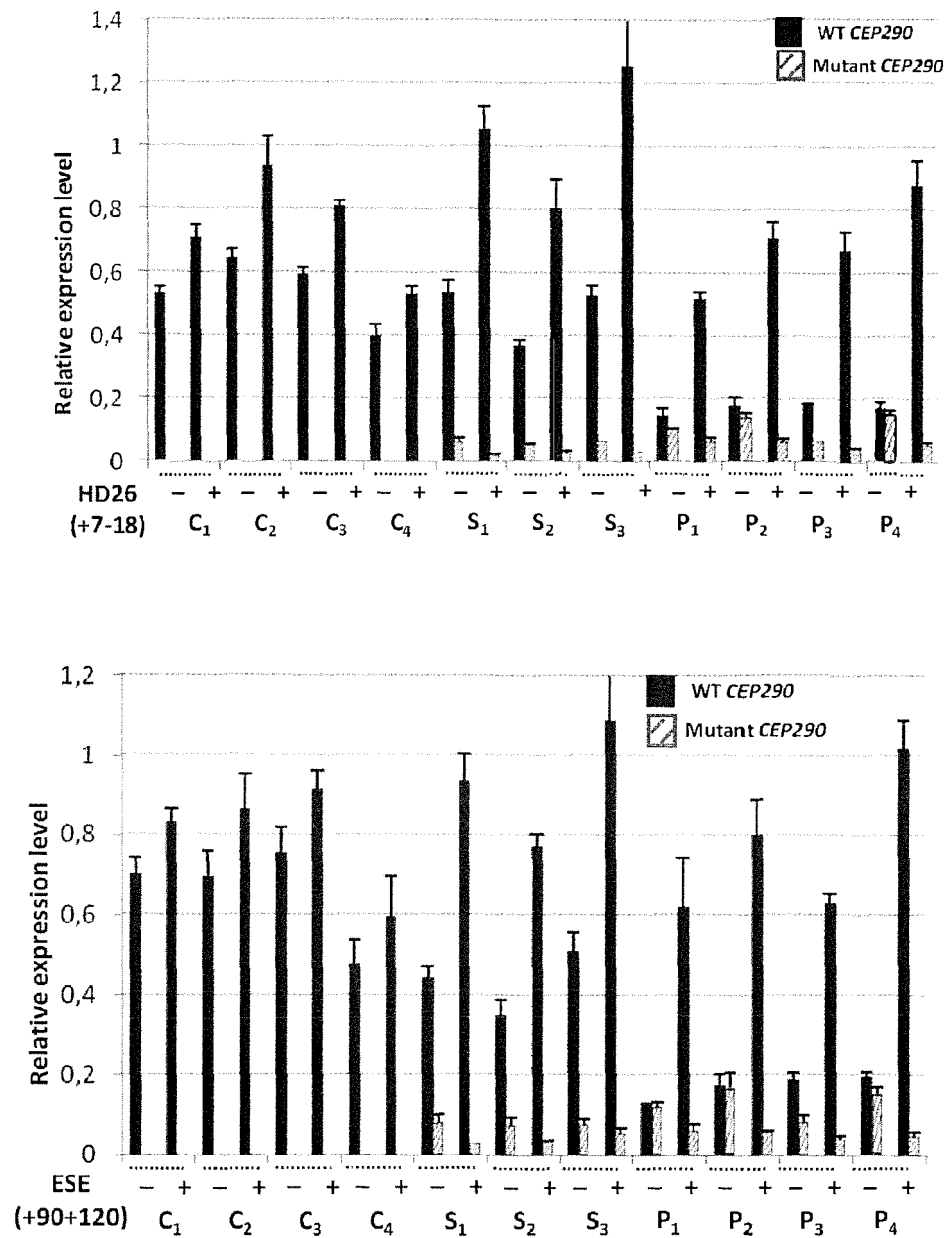 1,4
1,2
1
0,8
0,6
0,4
0,2
0
Relative expression level
WT CEP290
Mutant CEP290
HD26 − + − + − + − + − + − + − + − + − + − + − +
(+7-18) C₁ C₂ C₃ C₄ S₁ S₂ S₃ P₁ P₂ P₃ P₄
1,2
1
0,8
0,6
0,4
0,2
0
Relative expression level
WT CEP290
Mutant CEP290
ESE − + − + − + − + − + − + − + − + − + − + − +
(+90+120) C₁ C₂ C₃ C₄ S₁ S₂ S₃ P₁ P₂ P₃ P₄